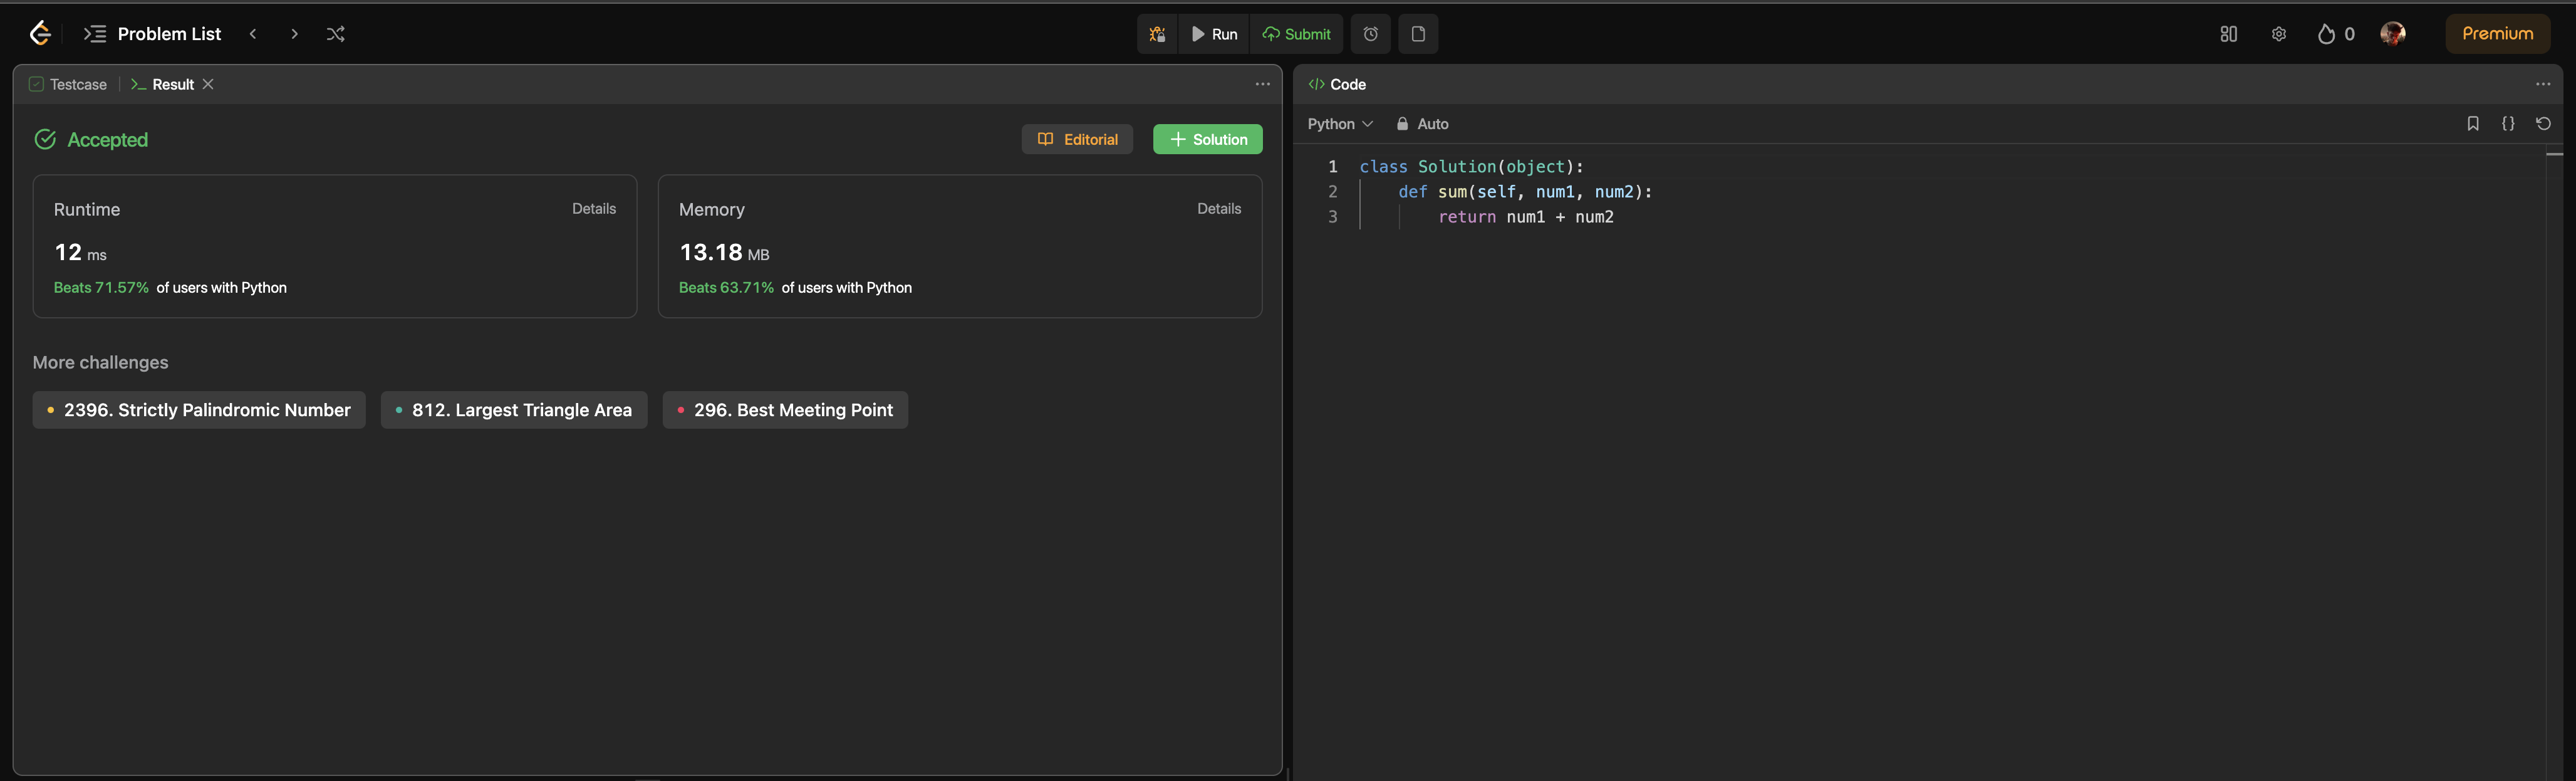 Problem List
Run
Submit
0
Premium
Testcase
Result
Accepted
Editorial
Solution
Runtime
Details
12 ms
Beats 71.57% of users with Python
Memory
Details
13.18 MB
Beats 63.71% of users with Python
More challenges
2396. Strictly Palindromic Number
812. Largest Triangle Area
296. Best Meeting Point
</> Code
Python
Auto
1 class Solution(object):
2 def sum(self, num1, num2):
3 return num1 + num2